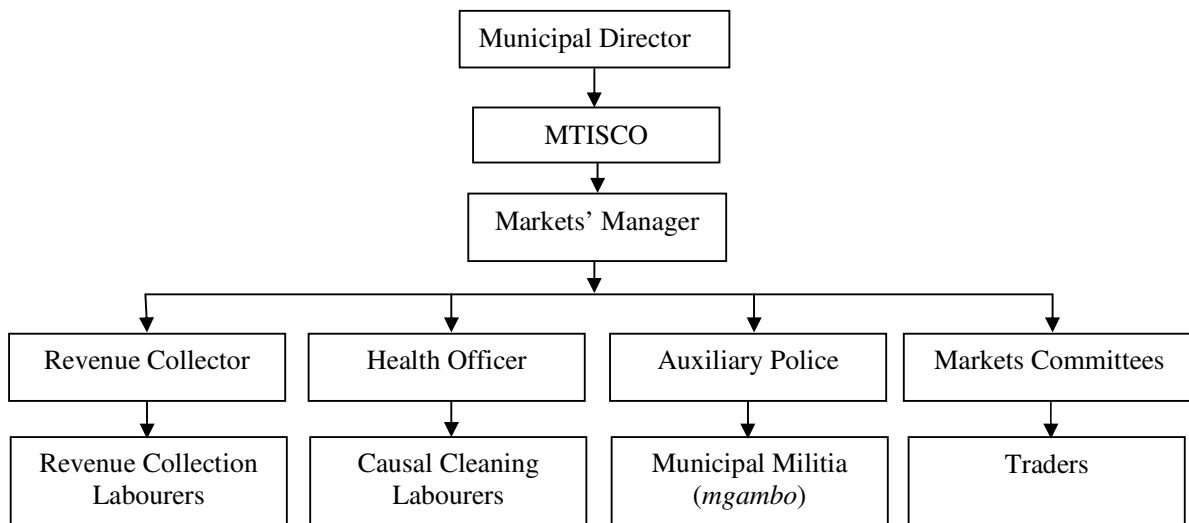 Municipal Director
MTISCO
Markets' Manager
Revenue Collector
Health Officer
Auxiliary Police
Markets Committees
Revenue Collection
Labourers
Causal Cleaning
Labourers
Municipal Militia
(mgambo)
Traders